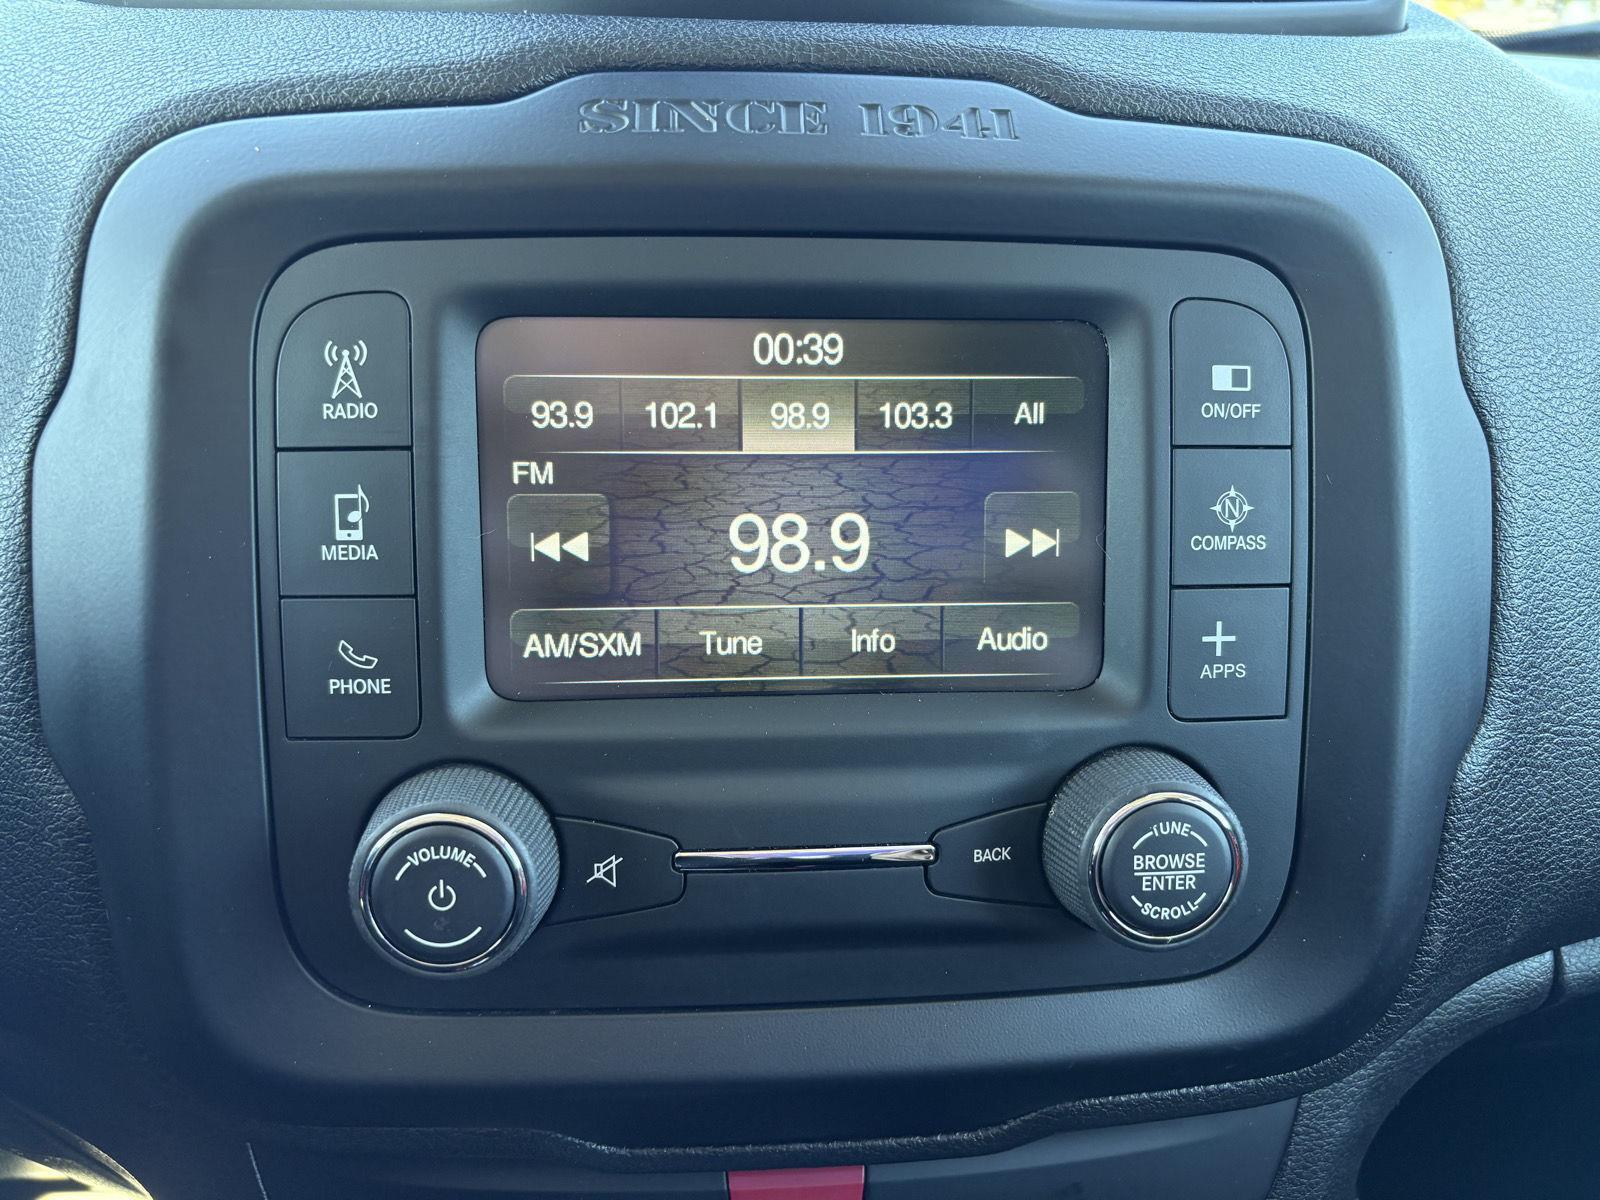 SINCE 1941
00:39
93.9 102.1 98.9 103.3 All
FM
98.9
AM/SXM Tune Info Audio
RADIO
MEDIA
PHONE
ON/OFF
N
COMPASS
APPS
VOLUME
BACK
TUNE
BROWSE
ENTER
SCROLL